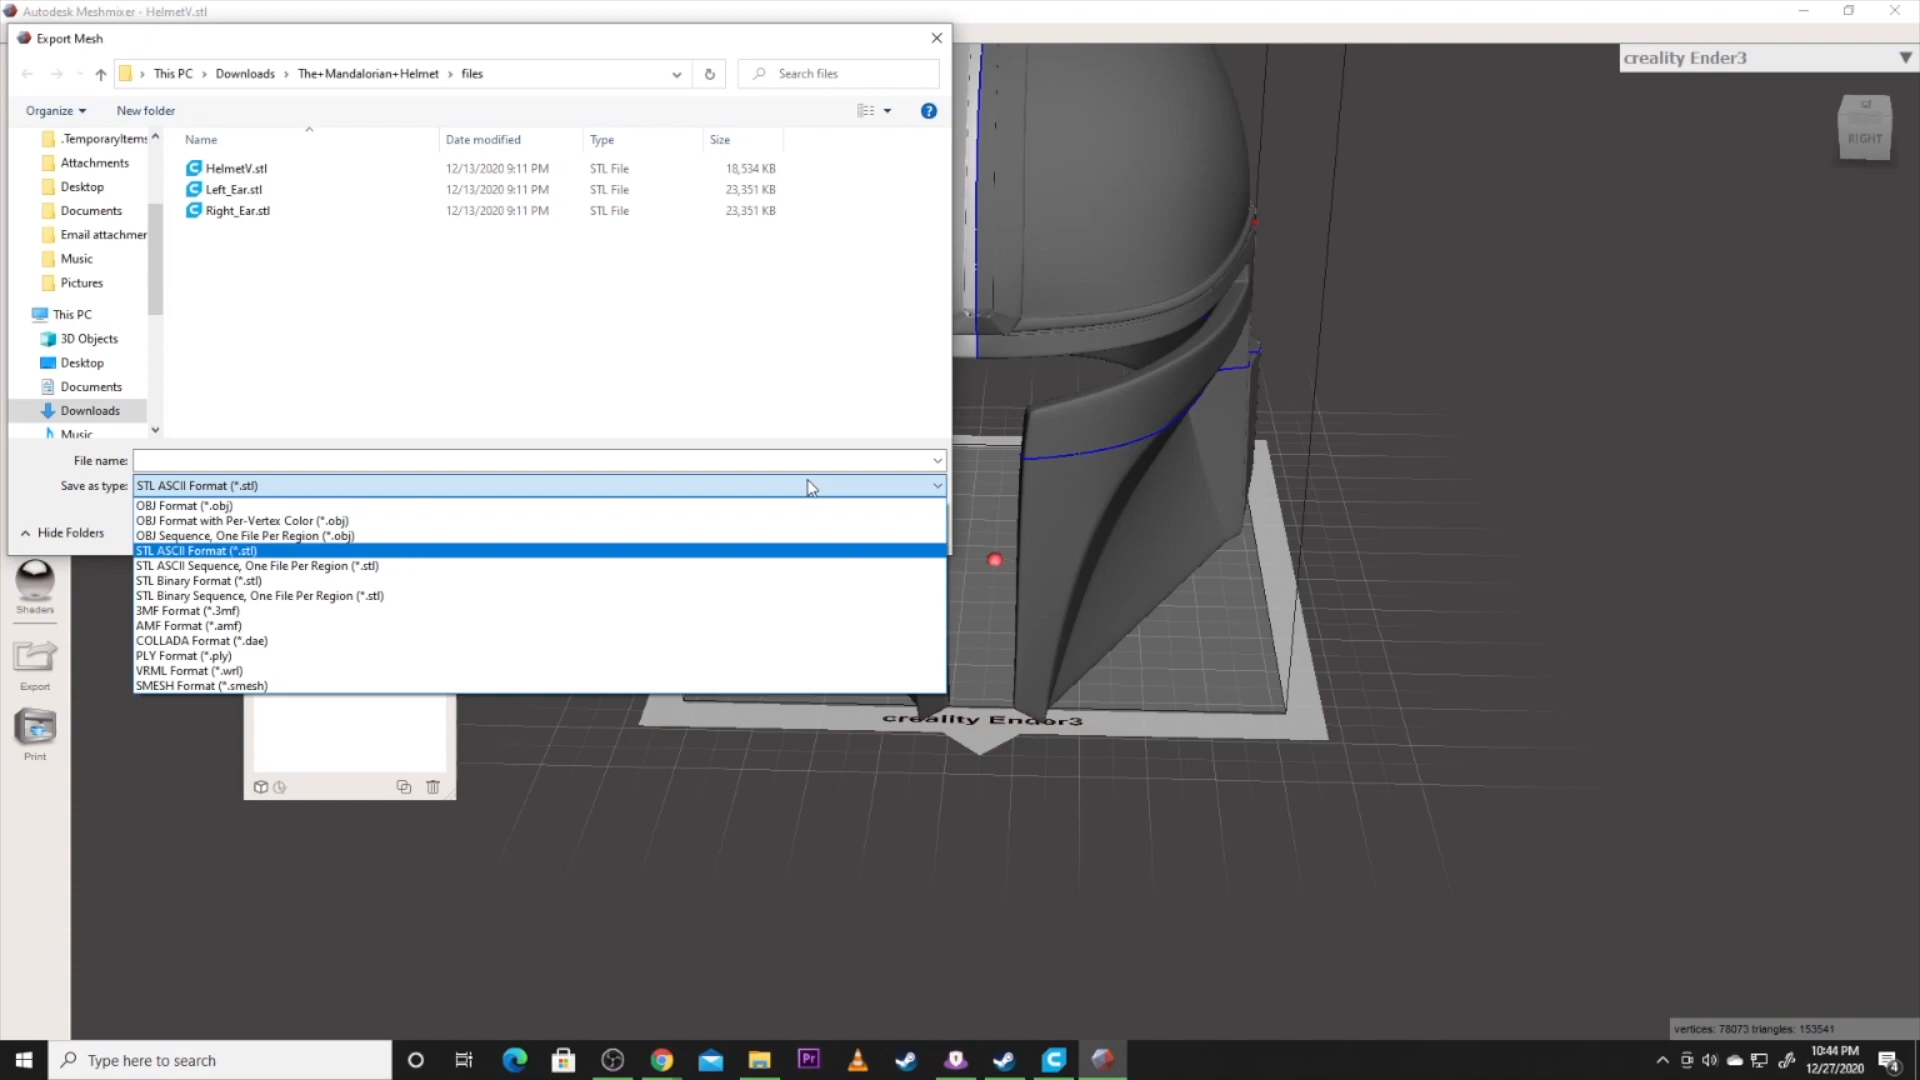 Autodesk Meshmixer - HelmetV.stl
Export Mesh
This PC > Downloads > The+Mandalorian+Helmet > files
Search files
Organize
New folder
.TemporaryItems
Attachments
Desktop
Documents
Email attachmer
Music
Pictures
This PC
3D Objects
Desktop
Documents
Downloads
Music
Name Date modified Type Size
HelmetV.stl 12/13/2020 9:11 PM STL File 18,534 KB
Left_Ear.stl 12/13/2020 9:11 PM STL File 23,351 KB
Right_Ear.stl 12/13/2020 9:11 PM STL File 23,351 KB
File name:
Save as type: STL ASCII Format (*.stl)
OBJ Format (*.obj)
OBJ Format with Per-Vertex Color (*.obj)
OBJ Sequence, One File Per Region (*.obj)
STL ASCII Format (*.stl)
STL ASCII Sequence, One File Per Region (*.stl)
STL Binary Format (*.stl)
STL Binary Sequence, One File Per Region (*.stl)
3MF Format (*.3mf)
AMF Format (*.amf)
COLLADA Format (*.dae)
PLY Format (*.ply)
VRML Format (*.wrl)
SMESH Format (*.smesh)
Hide Folders
Shaders
Export
Print
creality Ender3
RIGHT
creality Ender3
vertices: 78073 triangles: 153541
Type here to search
Pr
10:44 PM
12/27/2020
4